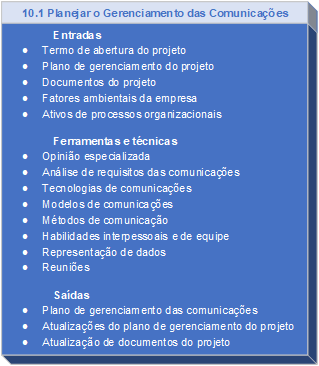 10.1 Planejar o Gerenciamento das Comunicações
Entradas
● Termo de abertura do projeto
● Plano de gerenciamento do projeto
● Documentos do projeto
● Fatores ambientais da empresa
● Ativos de processos organizacionais
Ferramentas e técnicas
● Opinião especializada
● Análise de requisitos das comunicações
● Tecnologias de comunicações
● Modelos de comunicações
● Métodos de comunicação
● Habilidades interpessoais e de equipe
● Representação de dados
● Reuniões
Saídas
● Plano de gerenciamento das comunicações
● Atualizações do plano de gerenciamento do projeto
● Atualização de documentos do projeto